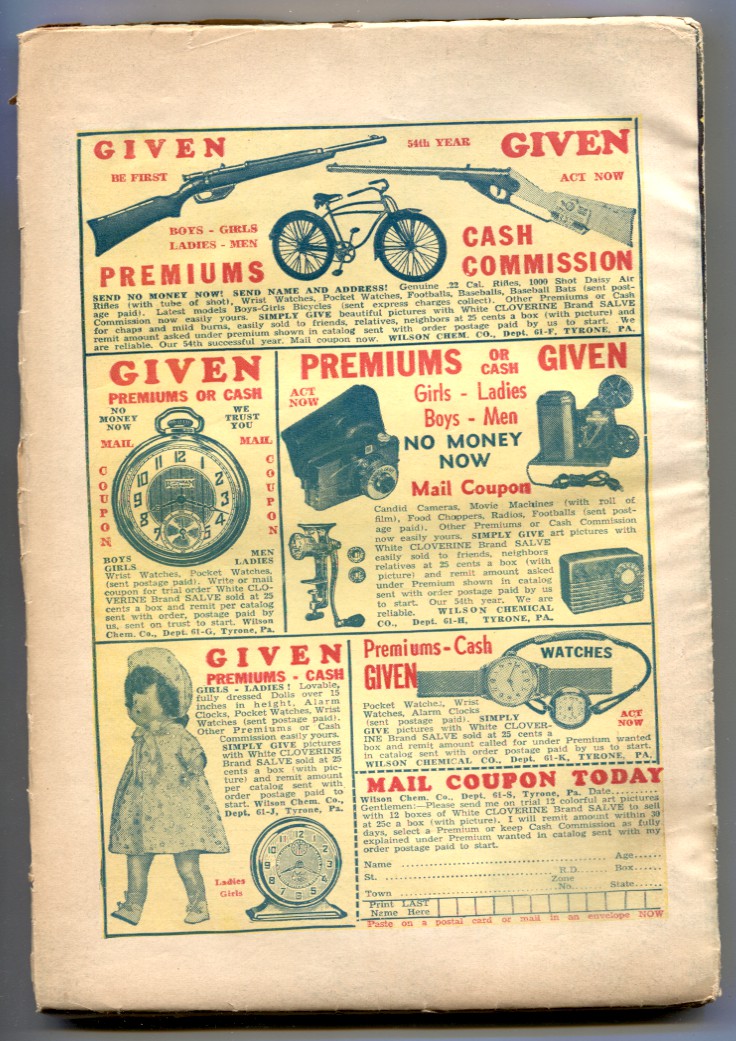 GIVEN
54th YEAR
GIVEN
BE FIRST
ACT NOW
BOYS - GIRLS
LADIES - MEN
PREMIUMS
CASH
COMMISSION
SEND NO MONEY NOW! SEND NAME AND ADDRESS! Genuine .22 Cal. Rifles, 1000 Shot Daisy Air
Rifles (with tube of shot), Wrist Watches, Pocket Watches, Footballs, Baseballs, Baseball Bats (sent post-
age paid). Latest models Boys-Girls Bicycles (sent express charges collect). Other Premiums or Cash
Commission now easily yours. SIMPLY GIVE beautiful pictures with White CLOVERINE Brand SALVE
for chaps and mild burns, easily sold to friends, relatives, neighbors at 25 cents a box (with picture) and
remit amount asked under premium shown in catalog sent with order postage paid by us to start. We
are reliable. Our 54th successful year. Mail coupon now. WILSON CHEM. CO., Dept. 61-F, TYRONE, PA.
GIVEN
PREMIUMS OR CASH
NO
MONEY
NOW
WE
TRUST
YOU
MAIL
COUPON
MAIL
COUPON
12 1 2 3 4 5 7 8 9 10 11
BOYS
GIRLS
MEN
LADIES
Wrist Watches, Pocket Watches,
(sent postage paid). Write or mail
coupon for trial order White CLO-
VERINE Brand SALVE sold at 25
cents a box and remit per catalog
sent with order, postage paid by
us, sent on trust to start. Wilson
Chem. Co., Dept. 61-G, Tyrone, Pa.
PREMIUMS OR CASH GIVEN
ACT
NOW
Girls - Ladies
Boys - Men
NO MONEY
NOW
Mail Coupon
Candid Cameras, Movie Machines (with roll of
film), Food Choppers, Radios, Footballs (sent post-
age paid). Other Premiums or Cash Commission
now easily yours. SIMPLY GIVE art pictures with
White CLOVERINE Brand SALVE
easily sold to friends, neighbors
relatives at 25 cents a box (with
picture) and remit amount asked
under Premium shown in catalog
sent with order postage paid by us
to start. Our 54th year. We are
reliable. WILSON CHEMICAL
CO., Dept. 61-H, TYRONE, PA.
GIVEN
PREMIUMS - CASH
GIRLS - LADIES! Lovable,
fully dressed Dolls over 15
inches in height. Alarm
Clocks, Pocket Watches, Wrist
Watches (sent postage paid).
Other Premiums or Cash
Commission easily yours.
SIMPLY GIVE pictures
with White CLOVERINE
Brand SALVE sold at 25
cents a box (with pic-
ture) and remit amount
per catalog sent with
order postage paid to
start. Wilson Chem. Co.,
Dept. 61-J, Tyrone, Pa.
Ladies
Girls
Premiums - Cash
GIVEN
WATCHES
ACT
NOW
Pocket Watches, Wrist
Watches, Alarm Clocks
(sent postage paid). SIMPLY
GIVE pictures with White CLOVER-
INE Brand SALVE sold at 25 cents a
box and remit amount called for under Premium wanted
in catalog sent with order postage paid by us to start.
WILSON CHEMICAL CO., Dept. 61-K, TYRONE, PA.
MAIL COUPON TODAY
Wilson Chem. Co., Dept. 61-S, Tyrone, Pa. Date
Gentlemen:—Please send me on trial 12 colorful art pictures
with 12 boxes of White CLOVERINE Brand SALVE to sell
at 25c a box (with picture). I will remit amount within 30
days, select a Premium or keep Cash Commission as fully
explained under Premium wanted in catalog sent with my
order postage paid to start.
Name Age
St. R.D. Box
Town Zone No. State
Print LAST
Name Here
Paste on a postal card or mail in an envelope NOW